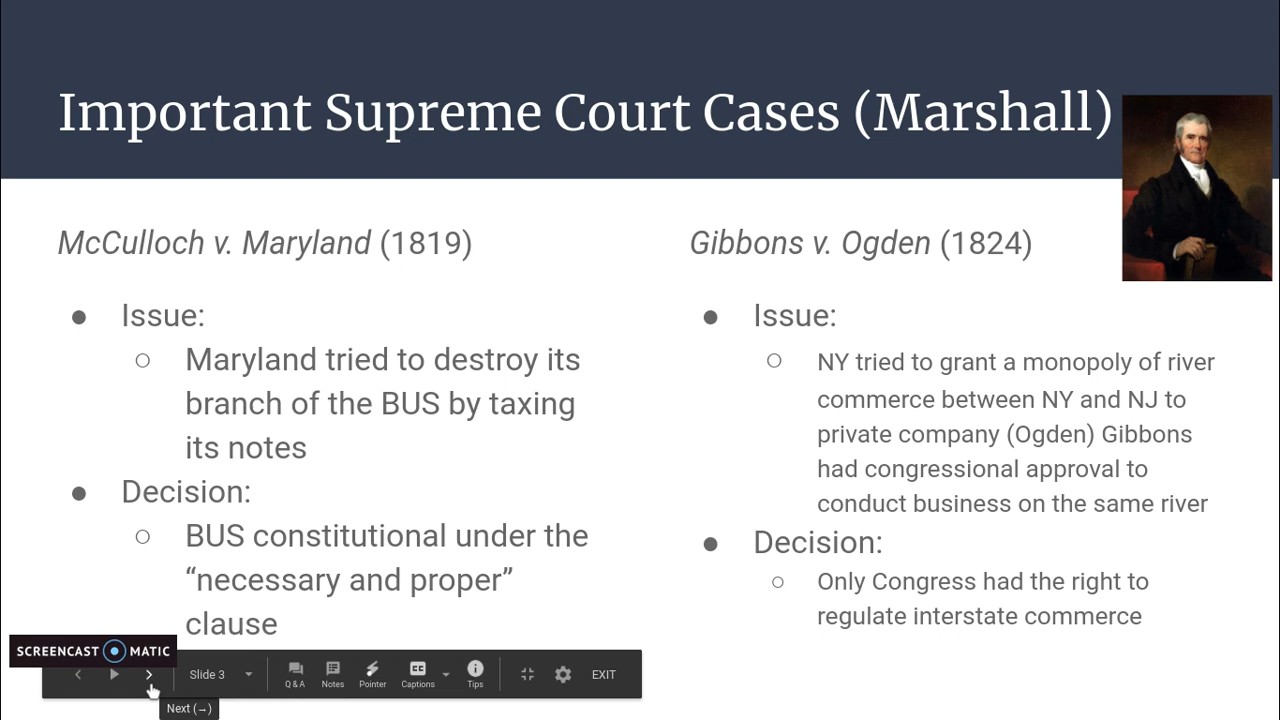 Important Supreme Court Cases (Marshall)
McCulloch v. Maryland (1819)
● Issue:
○ Maryland tried to destroy its
branch of the BUS by taxing
its notes
● Decision:
○ BUS constitutional under the
“necessary and proper”
clause
Gibbons v. Ogden (1824)
● Issue:
○ NY tried to grant a monopoly of river
commerce between NY and NJ to
private company (Ogden) Gibbons
had congressional approval to
conduct business on the same river
● Decision:
○ Only Congress had the right to
regulate interstate commerce
SCREENCAST MATIC
Slide 3
Q & A
Notes
Pointer
CC
Captions
Tips
EXIT
Next (→)